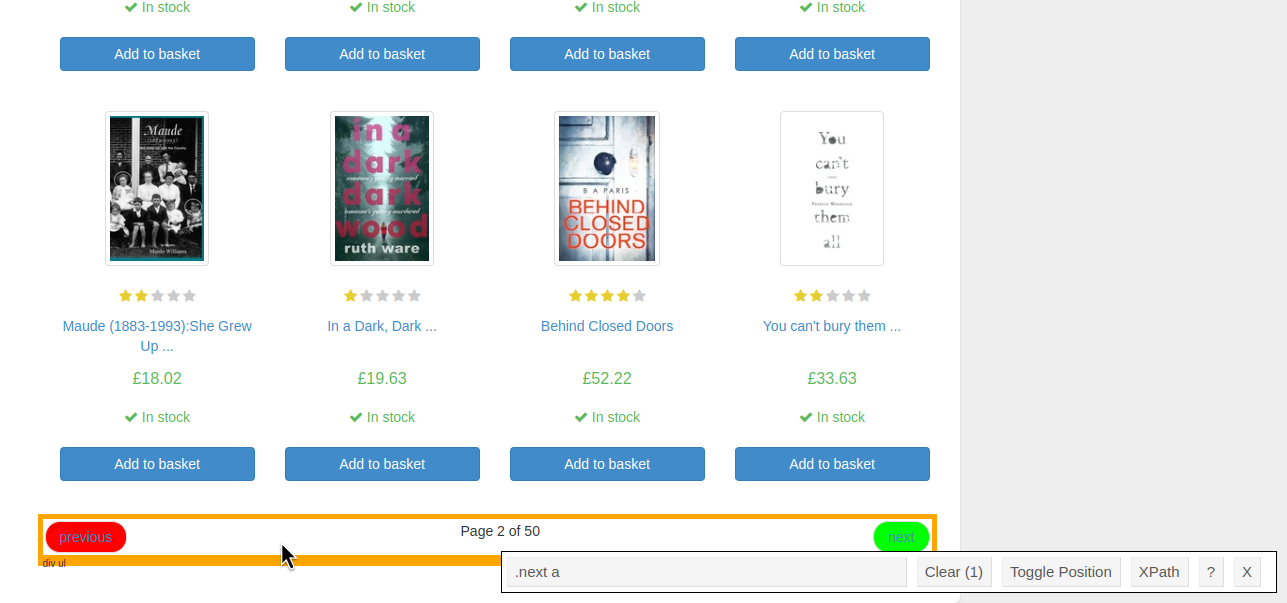 In stock In stock In stock In stock
Add to basket Add to basket Add to basket Add to basket
Maude
Maudie Williams
in a
dark
dark
wood
ruth ware
B A PARIS
BEHIND
CLOSED
DOORS
You
can't
bury
them
all
Maude (1883-1993):She Grew Up ...
In a Dark, Dark ...
Behind Closed Doors
You can't bury them ...
£18.02 £19.63 £52.22 £33.63
In stock In stock In stock In stock
Add to basket Add to basket Add to basket Add to basket
previous Page 2 of 50 next
div ul
.next a Clear (1) Toggle Position XPath ? X